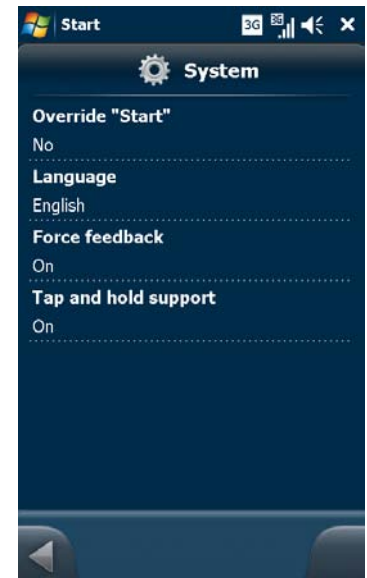 Start 3G 3G
System
Override "Start"
No
Language
English
Force feedback
On
Tap and hold support
On